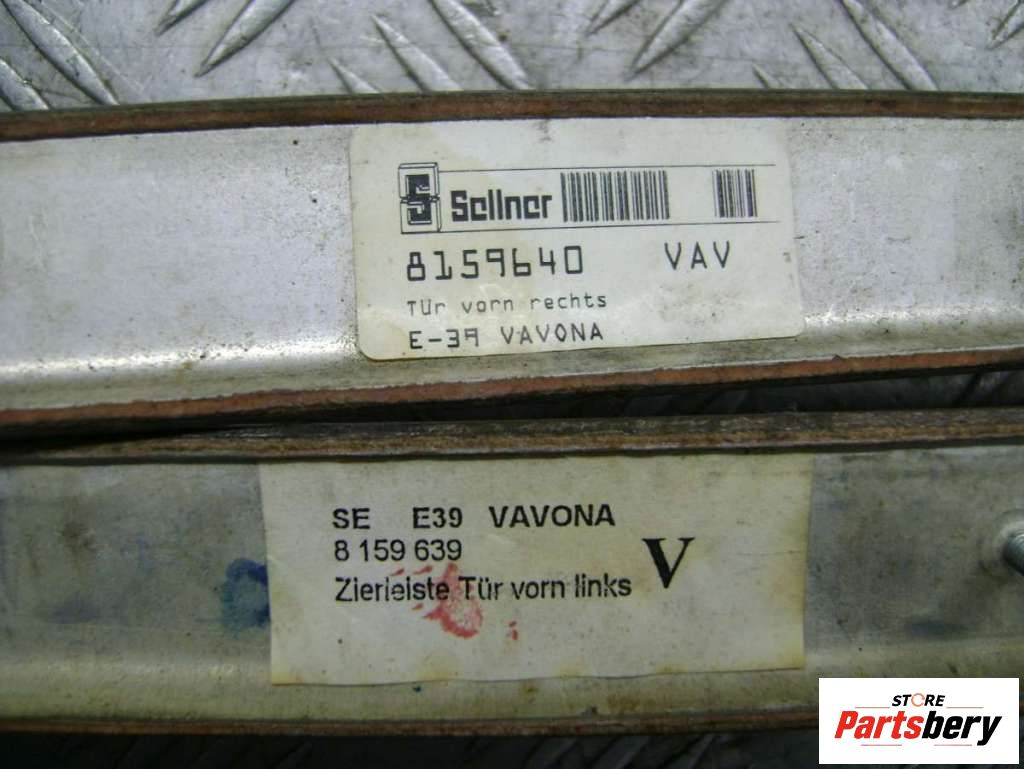 Sellner
8159640 VAV
Tür vorn rechts
E-39 VAVONA
SE E39 VAVONA
8 159 639
Zierleiste Tür vorn links V
STORE
Partsbery